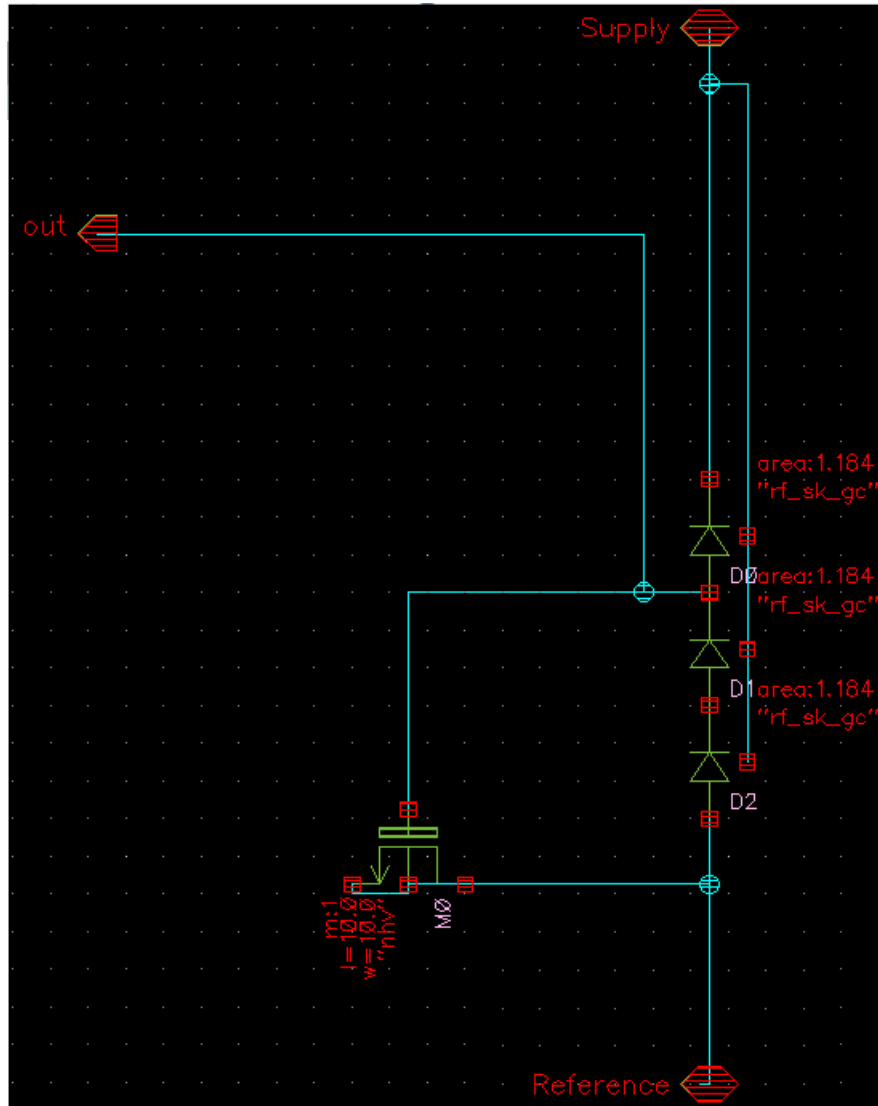 Supply
out
area:1.184
"rf_sk_gc"
D0
area:1.184
"rf_sk_gc"
D1
area:1.184
"rf_sk_gc"
D2
m:1
l=10.0
w=10.0
"nhv"
M0
Reference